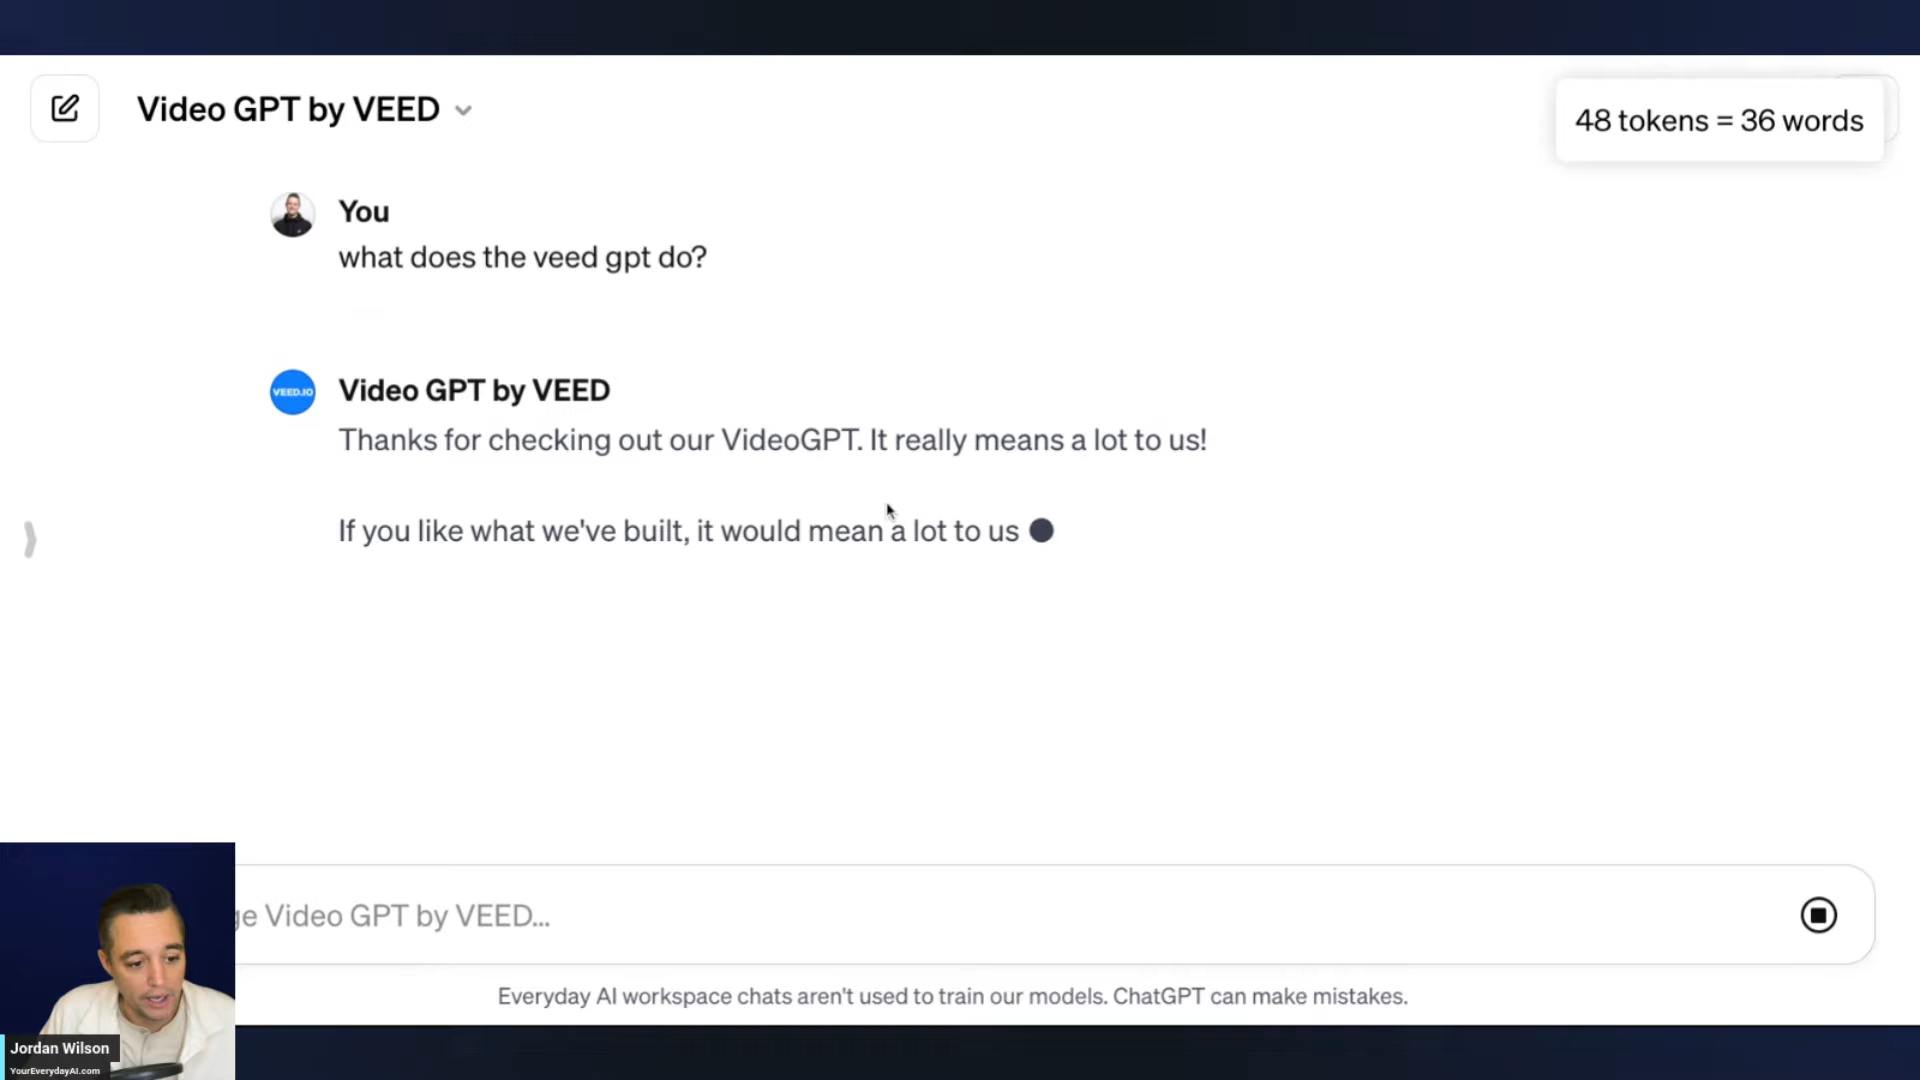 Video GPT by VEED
48 tokens = 36 words
You
what does the veed gpt do?
VEED.IO
Video GPT by VEED
Thanks for checking out our VideoGPT. It really means a lot to us!
If you like what we've built, it would mean a lot to us
ge Video GPT by VEED...
Everyday AI workspace chats aren't used to train our models. ChatGPT can make mistakes.
Jordan Wilson
YourEverydayAI.com